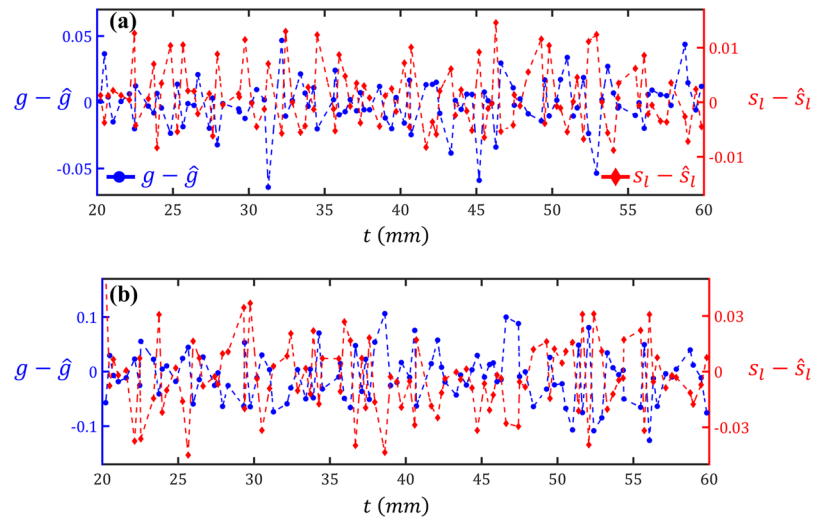 (a)
0.05
0
-0.05
g − ĝ
0.01
0
-0.01
s_l − ŝ_l
g − ĝ
s_l − ŝ_l
20 25 30 35 40 45 50 55 60
t (mm)
(b)
0.1
0
-0.1
g − ĝ
0.03
0
-0.03
s_l − ŝ_l
20 25 30 35 40 45 50 55 60
t (mm)